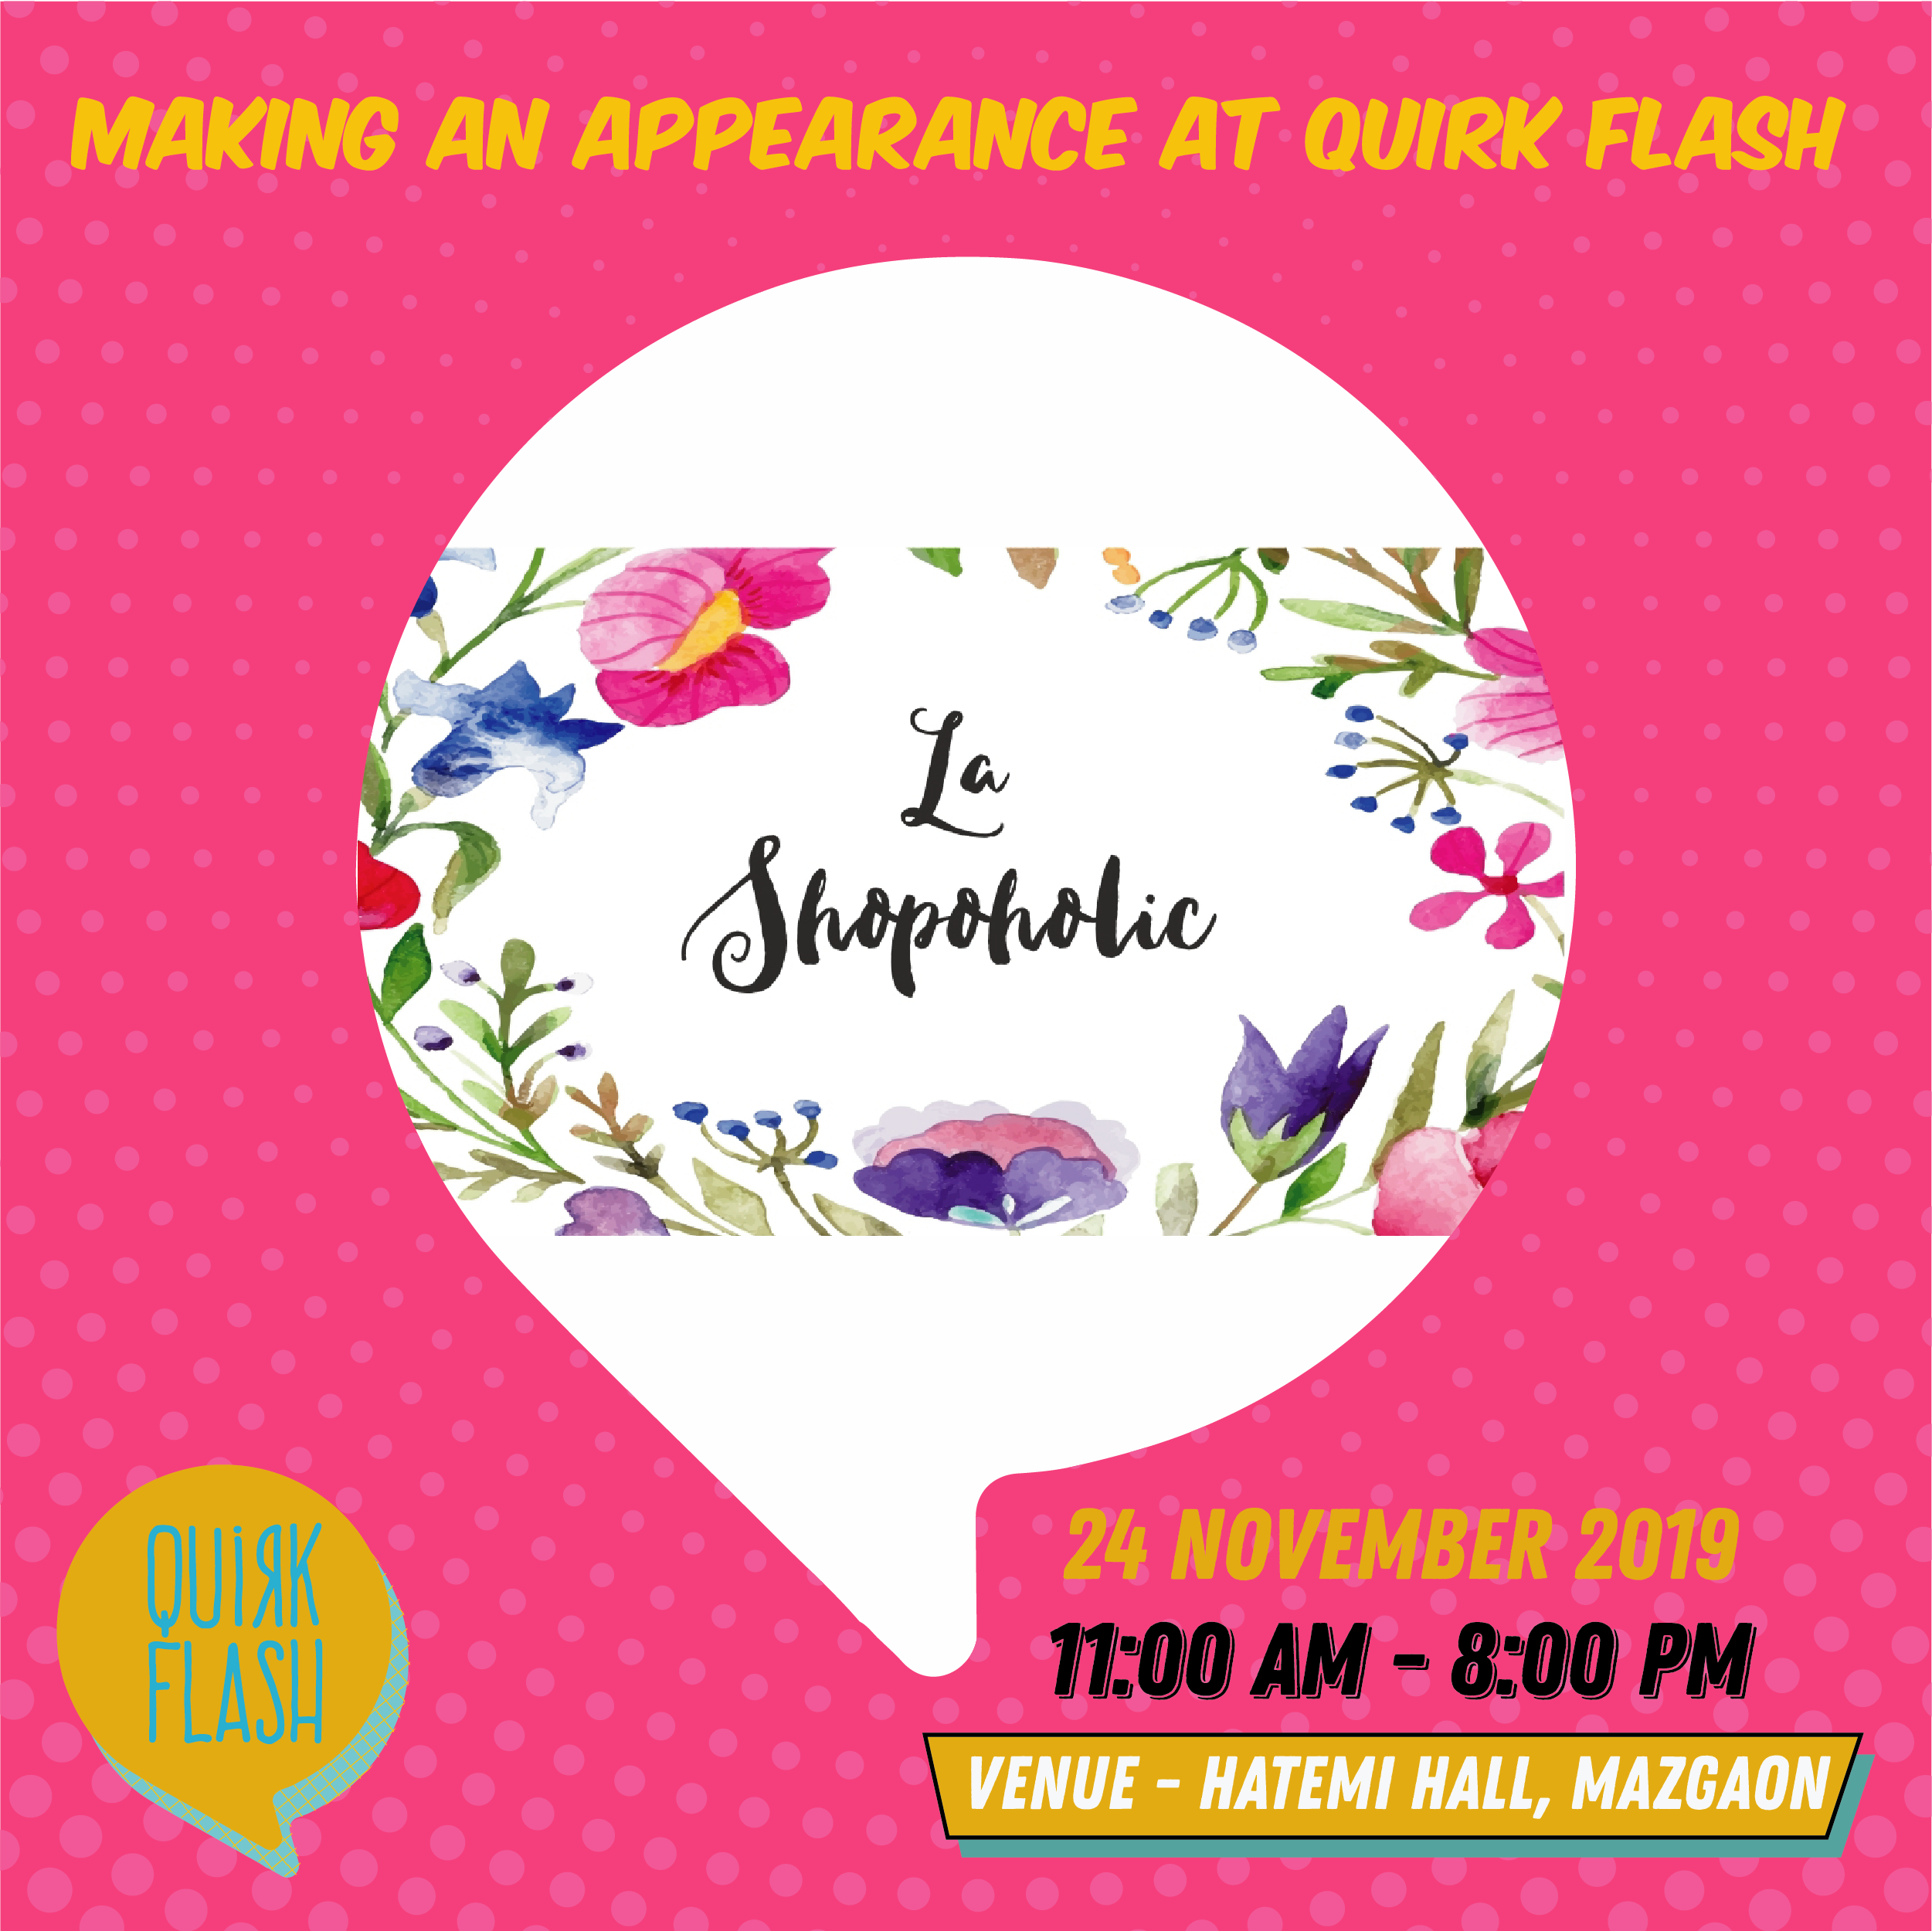 MAKING AN APPEARANCE AT QUIRK FLASH
La
Shopoholic
QUiRK
FLASH
24 NOVEMBER 2019
11:00 AM - 8:00 PM
VENUE - HATEMI HALL, MAZGAON